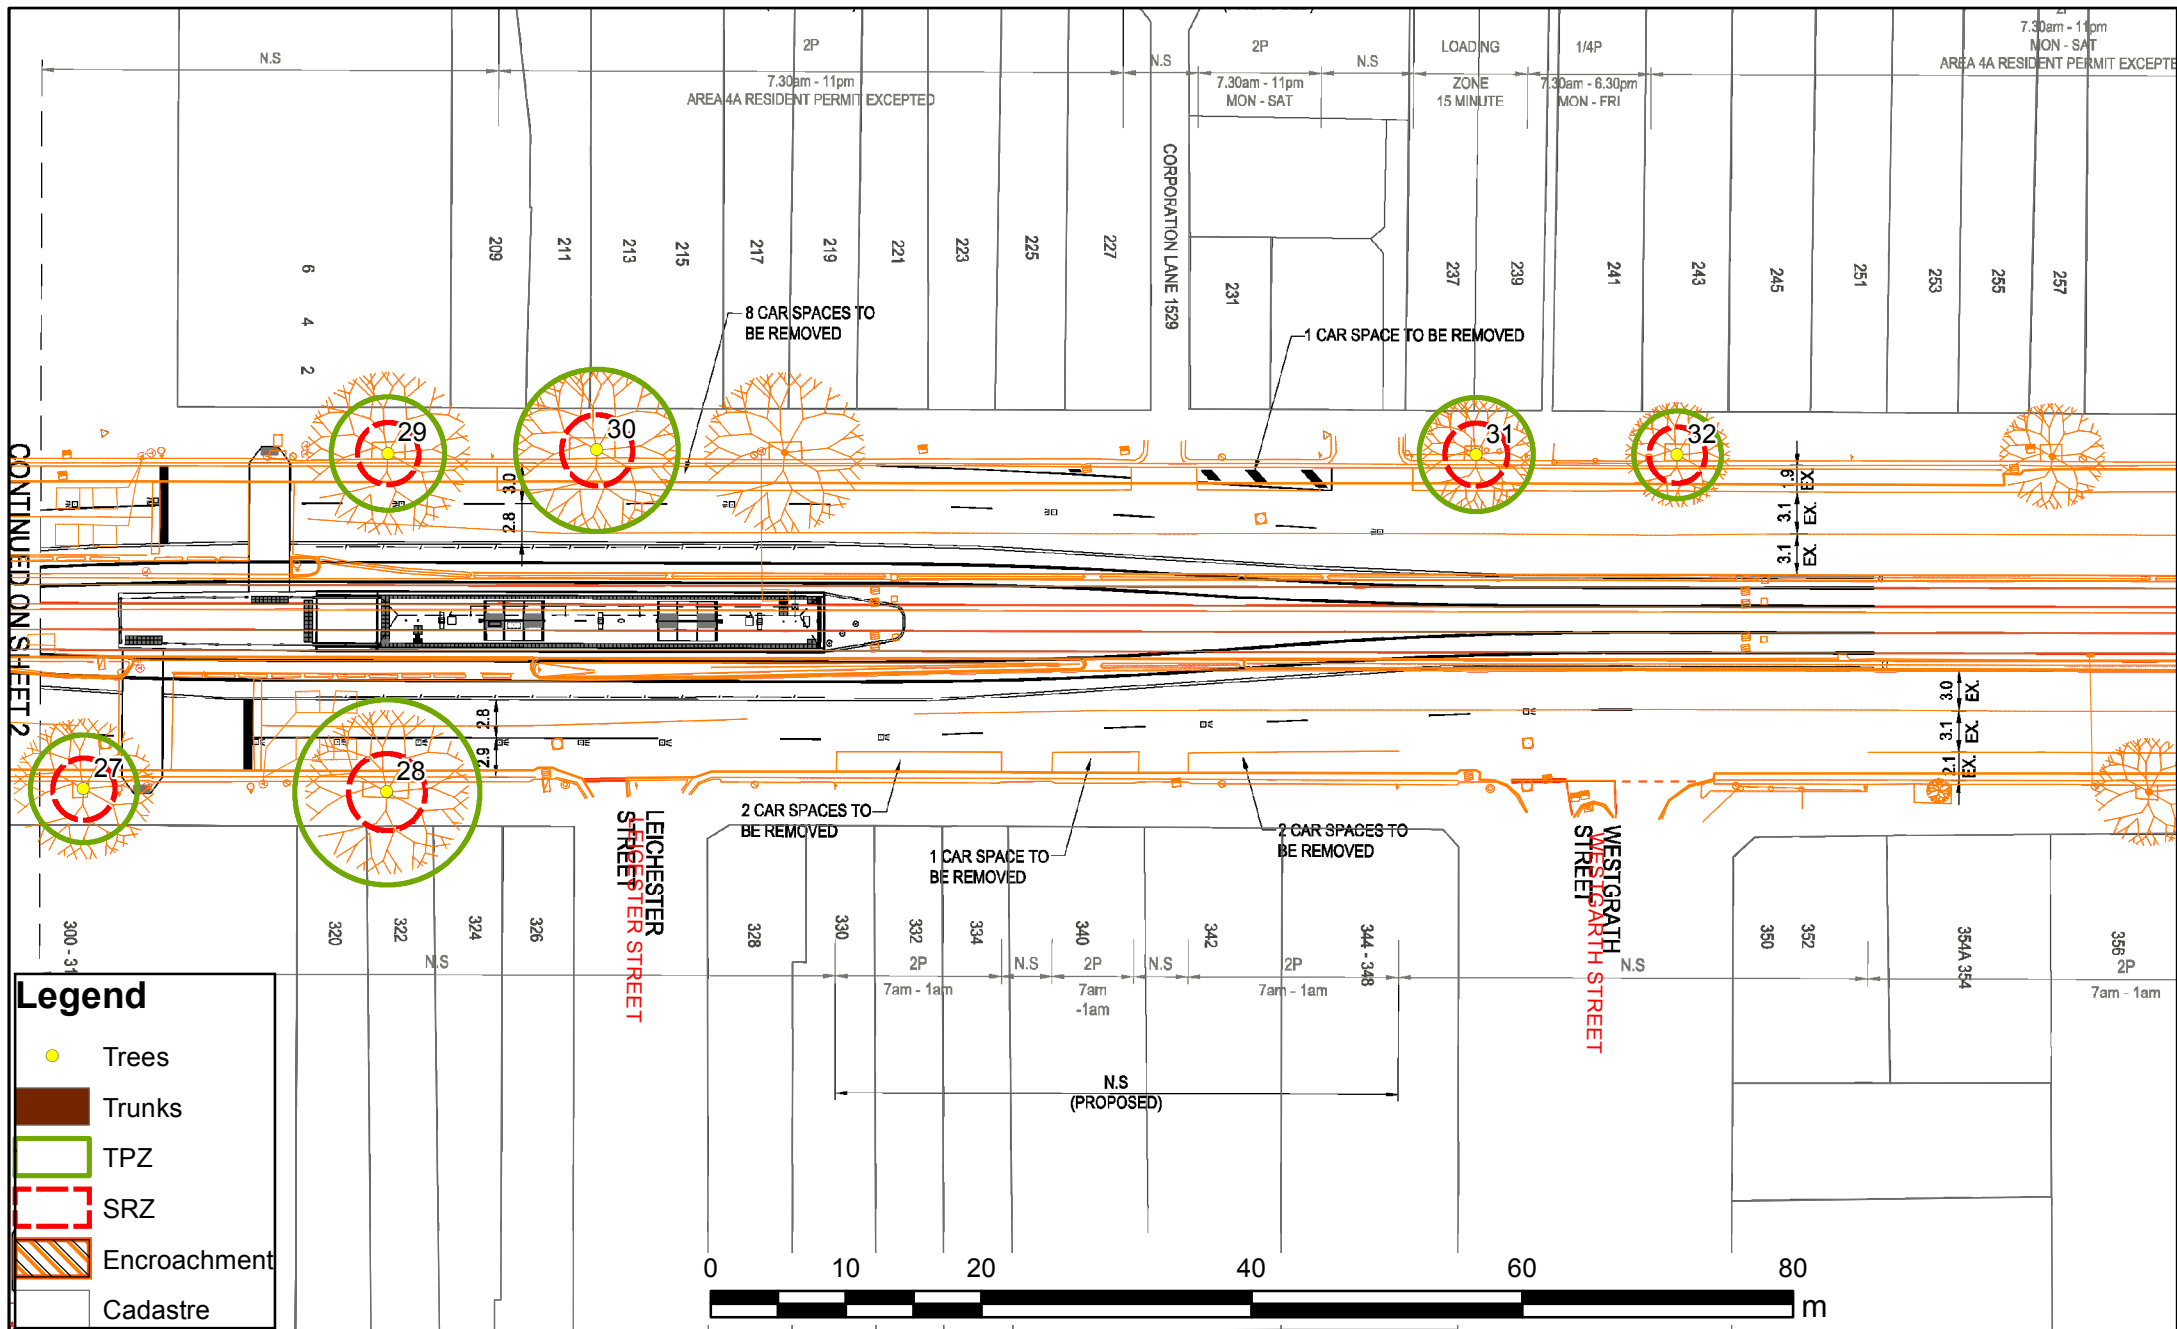 N.S
2P
7.30am - 11pm
AREA 4A RESIDENT PERMIT EXCEPTED
N.S
2P
7.30am - 11pm
MON - SAT
N.S
LOADING
ZONE
15 MINUTE
1/4P
7.30am - 6.30pm
MON - FRI
7.30am - 11pm
MON - SAT
AREA 4A RESIDENT PERMIT EXCEPTE
CORPORATION LANE 1529
6
4
2
209
211
213
215
217
219
221
223
225
227
231
237
239
241
243
245
251
253
255
257
8 CAR SPACES TO
BE REMOVED
1 CAR SPACE TO BE REMOVED
29
30
31
32
3.0
2.8
1.9
EX.
3.1
EX.
3.1
EX.
CONTINUED ON SHEET 2
27
28
2.8
2.9
3.0
EX.
3.1
EX.
2.1
EX.
2 CAR SPACES TO
BE REMOVED
1 CAR SPACE TO
BE REMOVED
2 CAR SPACES TO
BE REMOVED
LEICHESTER
STREET
LEICESTER STREET
WESTGRATH
STREET
WESTGARTH STREET
300 - 31
320
322
324
326
328
330
332
334
340
342
344 - 348
350
352
354A 354
356
N.S
2P
7am - 1am
N.S
2P
7am
-1am
N.S
2P
7am - 1am
N.S
2P
7am - 1am
N.S
(PROPOSED)
Legend
Trees
Trunks
TPZ
SRZ
Encroachment
Cadastre
0
10
20
40
60
80
m